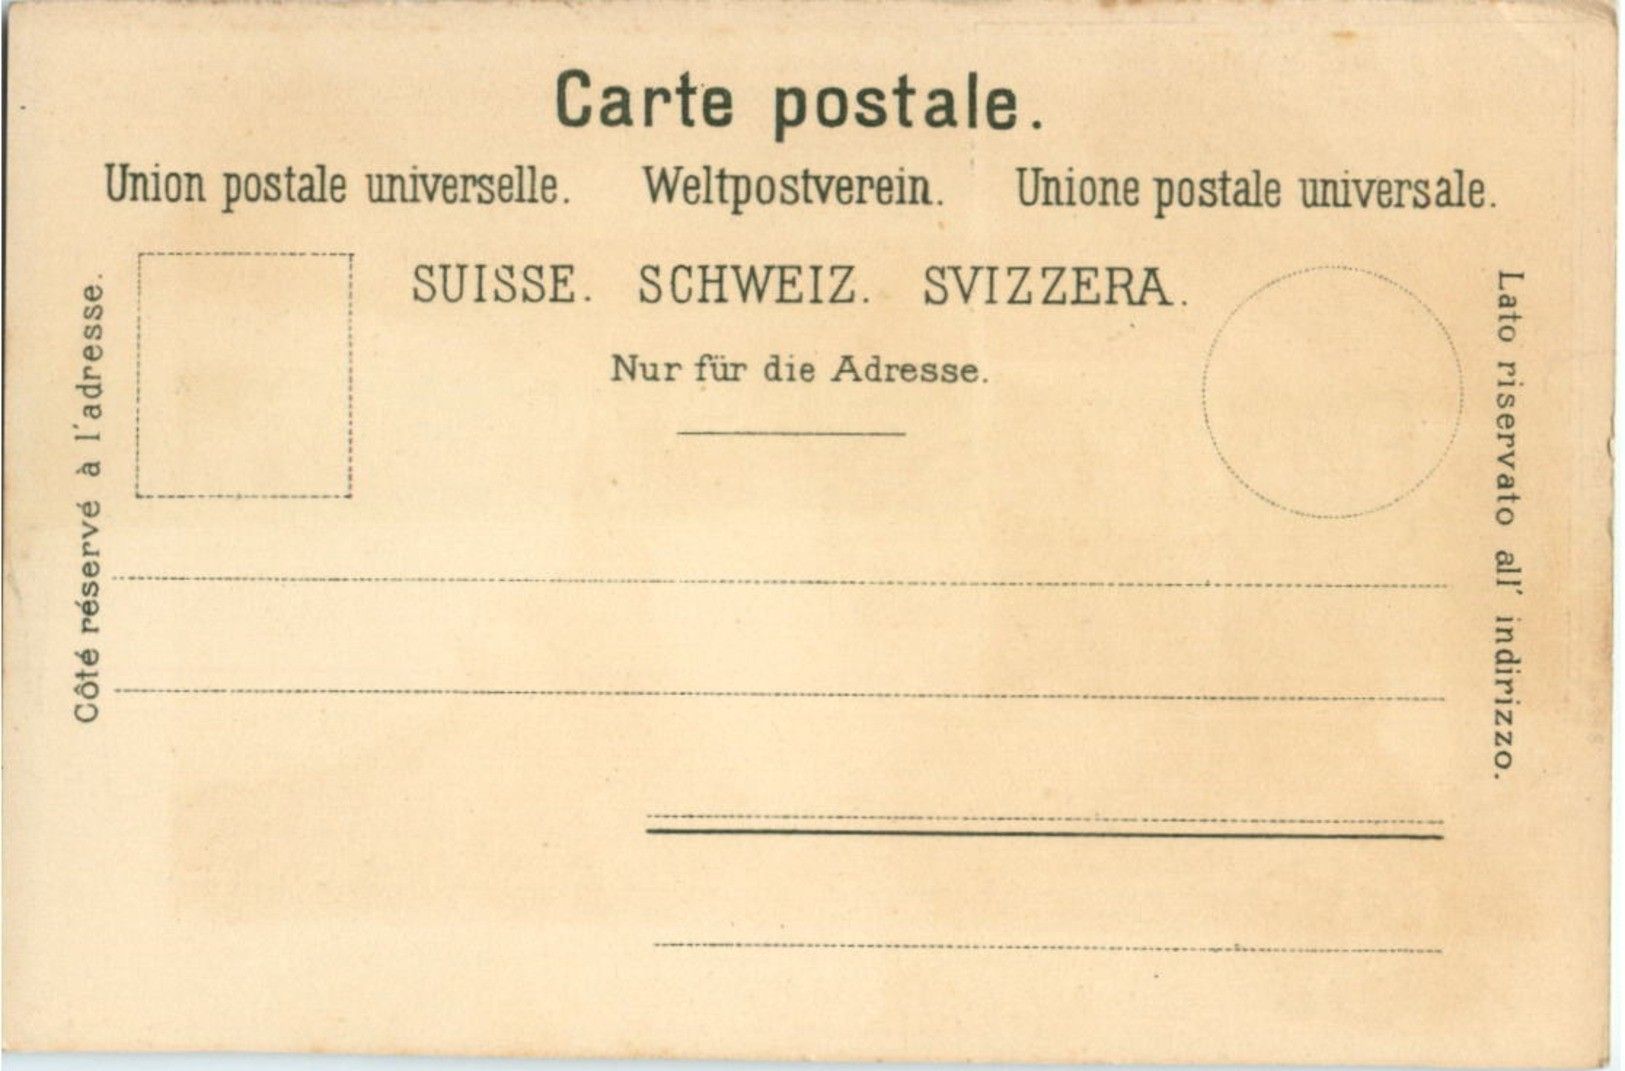 Carte postale.
Union postale universelle. Weltpostverein. Unione postale universale.
SUISSE. SCHWEIZ. SVIZZERA.
Nur für die Adresse.
Côté réservé à l'adresse.
Lato riservato all' indirizzo.